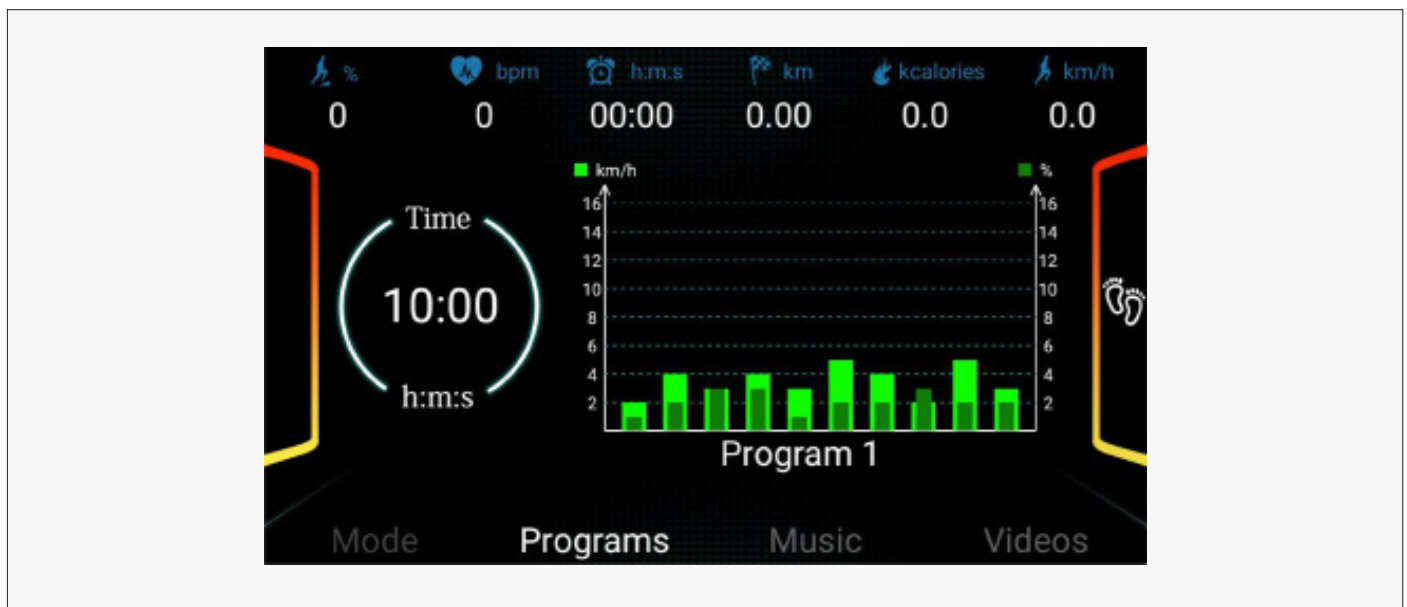 % bpm h:m:s km kcalories km/h
0 0 00:00 0.00 0.0 0.0
km/h %
16 16
14 14
12 12
10 10
8 8
6 6
4 4
2 2
Time
10:00
h:m:s
Program 1
Mode Programs Music Videos